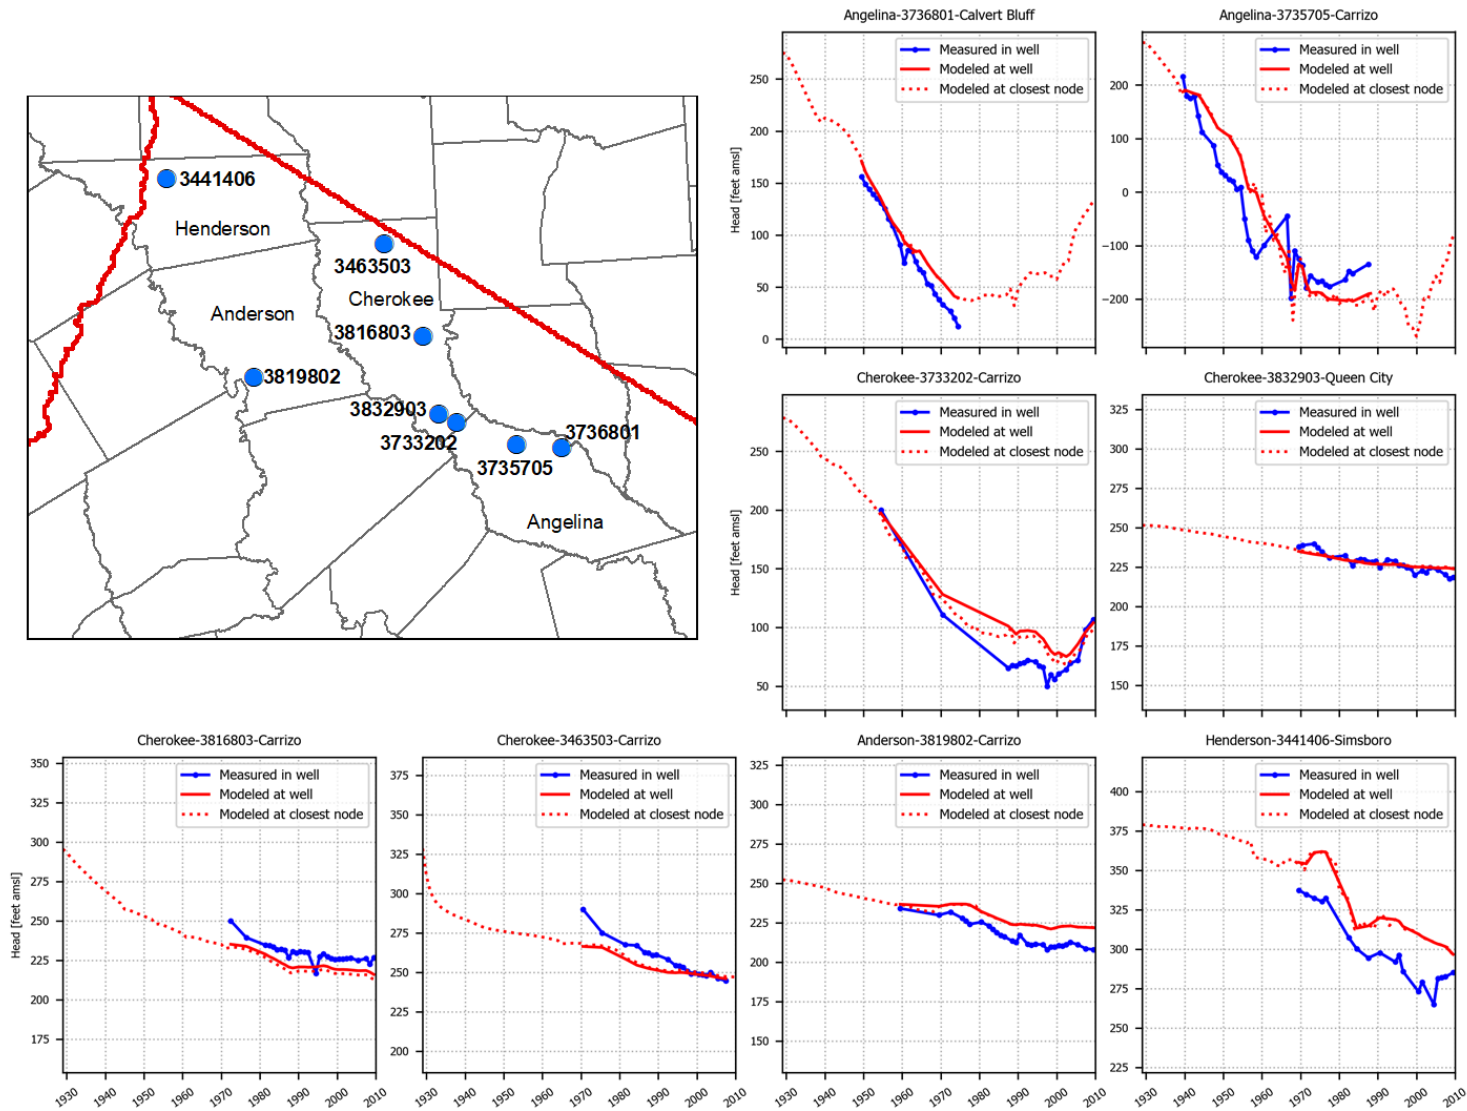 3441406
Henderson
3463503
Cherokee
Anderson
3816803
3819802
3832903
3733202
3736801
3735705
Angelina
Angelina-3736801-Calvert Bluff
Measured in well
Modeled at well
Modeled at closest node
Head [feet amsl]
250
200
150
100
50
0
Angelina-3735705-Carrizo
Measured in well
Modeled at well
Modeled at closest node
200
100
0
−100
−200
Cherokee-3733202-Carrizo
Measured in well
Modeled at well
Modeled at closest node
Head [feet amsl]
250
200
150
100
50
Cherokee-3832903-Queen City
Measured in well
Modeled at well
Modeled at closest node
325
300
275
250
225
200
175
150
Cherokee-3816803-Carrizo
Measured in well
Modeled at well
Modeled at closest node
Head [feet amsl]
350
325
300
275
250
225
200
175
1930 1940 1950 1960 1970 1980 1990 2000 2010
Cherokee-3463503-Carrizo
Measured in well
Modeled at well
Modeled at closest node
375
350
325
300
275
250
225
200
1930 1940 1950 1960 1970 1980 1990 2000 2010
Anderson-3819802-Carrizo
Measured in well
Modeled at well
Modeled at closest node
325
300
275
250
225
200
175
150
1930 1940 1950 1960 1970 1980 1990 2000 2010
Henderson-3441406-Simsboro
Measured in well
Modeled at well
Modeled at closest node
400
375
350
325
300
275
250
225
1930 1940 1950 1960 1970 1980 1990 2000 2010